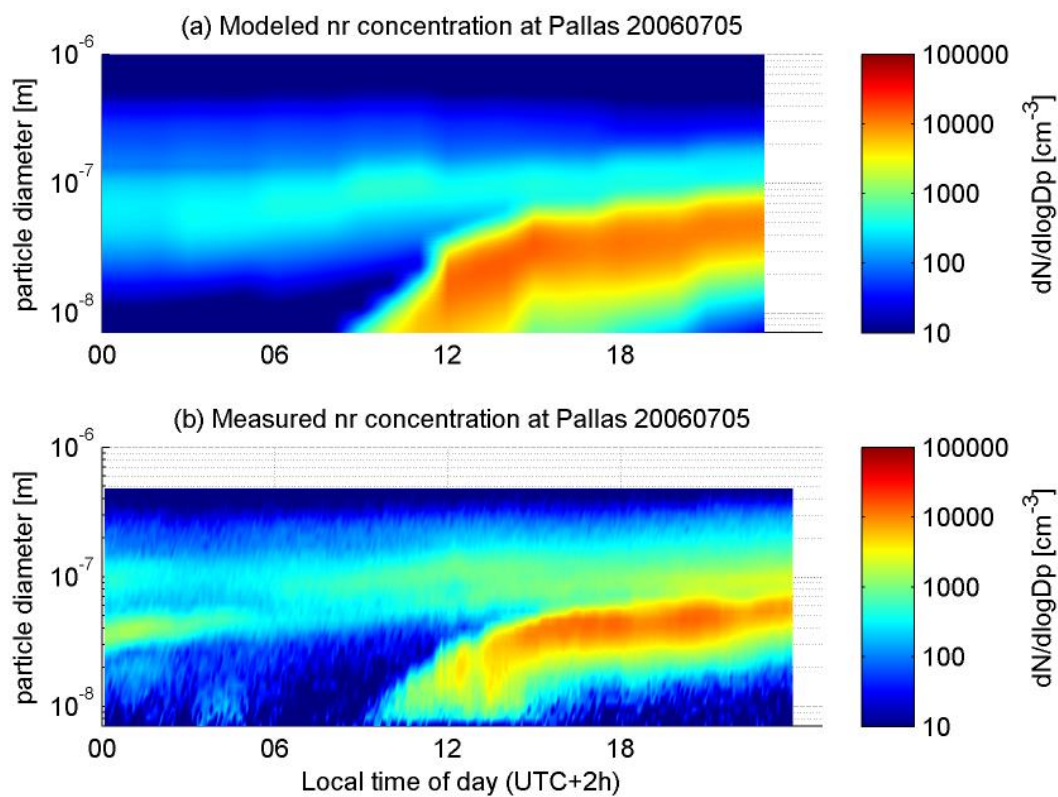 (a) Modeled nr concentration at Pallas 20060705
particle diameter [m]
10^-6
10^-7
10^-8
00 06 12 18
100000
10000
1000
100
10
dN/dlogDp [cm^-3]
(b) Measured nr concentration at Pallas 20060705
particle diameter [m]
10^-6
10^-7
10^-8
00 06 12 18
Local time of day (UTC+2h)
100000
10000
1000
100
10
dN/dlogDp [cm^-3]